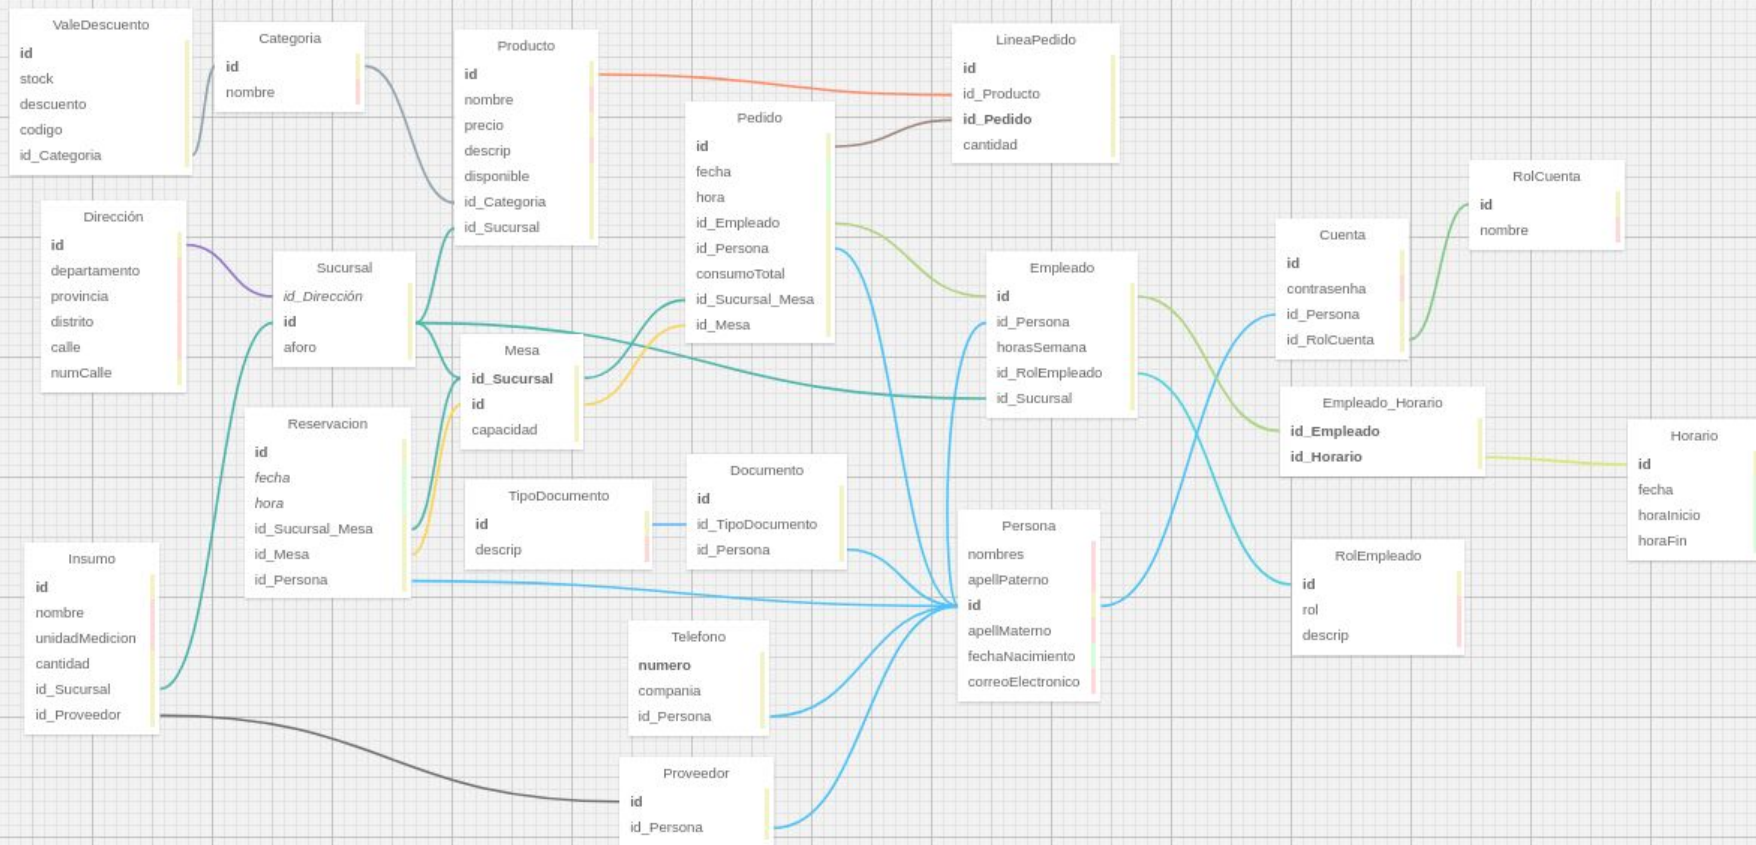 ValeDescuento
id
stock
descuento
codigo
id_Categoria
Categoria
id
nombre
Producto
id
nombre
precio
descrip
disponible
id_Categoria
id_Sucursal
LineaPedido
id
id_Producto
id_Pedido
cantidad
Pedido
id
fecha
hora
id_Empleado
id_Persona
consumoTotal
id_Sucursal_Mesa
id_Mesa
RolCuenta
id
nombre
Dirección
id
departamento
provincia
distrito
calle
numCalle
Sucursal
id_Dirección
id
aforo
Cuenta
id
contrasenha
id_Persona
id_RolCuenta
Empleado
id
id_Persona
horasSemana
id_RolEmpleado
id_Sucursal
Mesa
id_Sucursal
id
capacidad
Empleado_Horario
id_Empleado
id_Horario
Reservacion
id
fecha
hora
id_Sucursal_Mesa
id_Mesa
id_Persona
Horario
id
fecha
horaInicio
horaFin
Documento
id
id_TipoDocumento
id_Persona
TipoDocumento
id
descrip
Persona
nombres
apellPaterno
id
apellMaterno
fechaNacimiento
correoElectronico
RolEmpleado
id
rol
descrip
Insumo
id
nombre
unidadMedicion
cantidad
id_Sucursal
id_Proveedor
Telefono
numero
compania
id_Persona
Proveedor
id
id_Persona